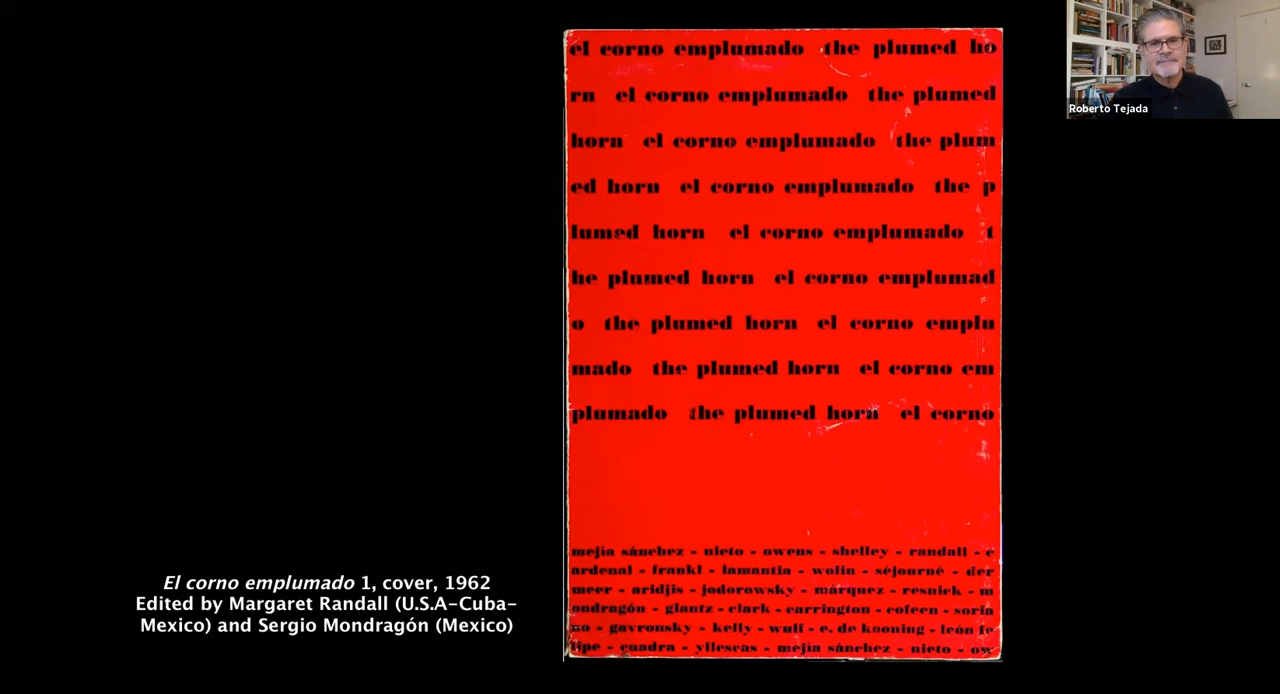 el corno emplumado the plumed ho
rn el corno emplumado the plumed
horn el corno emplumado the plum
ed horn el corno emplumado the p
lumed horn el corno emplumado t
he plumed horn el corno emplumad
o the plumed horn el corno emplu
mado the plumed horn el corno em
plumado the plumed horn el corno
mejía sánchez - nieto - owens - shelley - randall - c
ardenal - frankl - lamantia - wolin - séjourné - der
meer - aridjis - jodorowsky - márquez - resnick - m
ondragón - glantz - clark - carrington - cofeen - soria
no - gavronsky - kelly - wulf - e. de kooning - león fe
lipe - cuadra - yllescas - mejía sánchez - nieto - ow
El corno emplumado 1, cover, 1962
Edited by Margaret Randall (U.S.A-Cuba-
Mexico) and Sergio Mondragón (Mexico)
Roberto Tejada